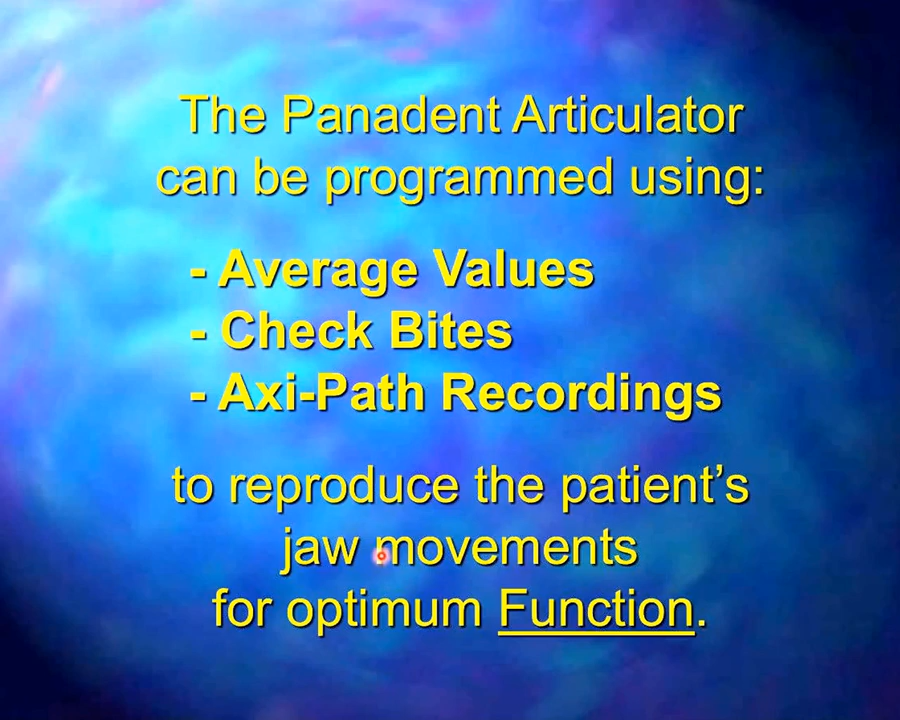 The Panadent Articulator
can be programmed using:
- Average Values
- Check Bites
- Axi-Path Recordings
to reproduce the patient’s
jaw movements
for optimum Function.